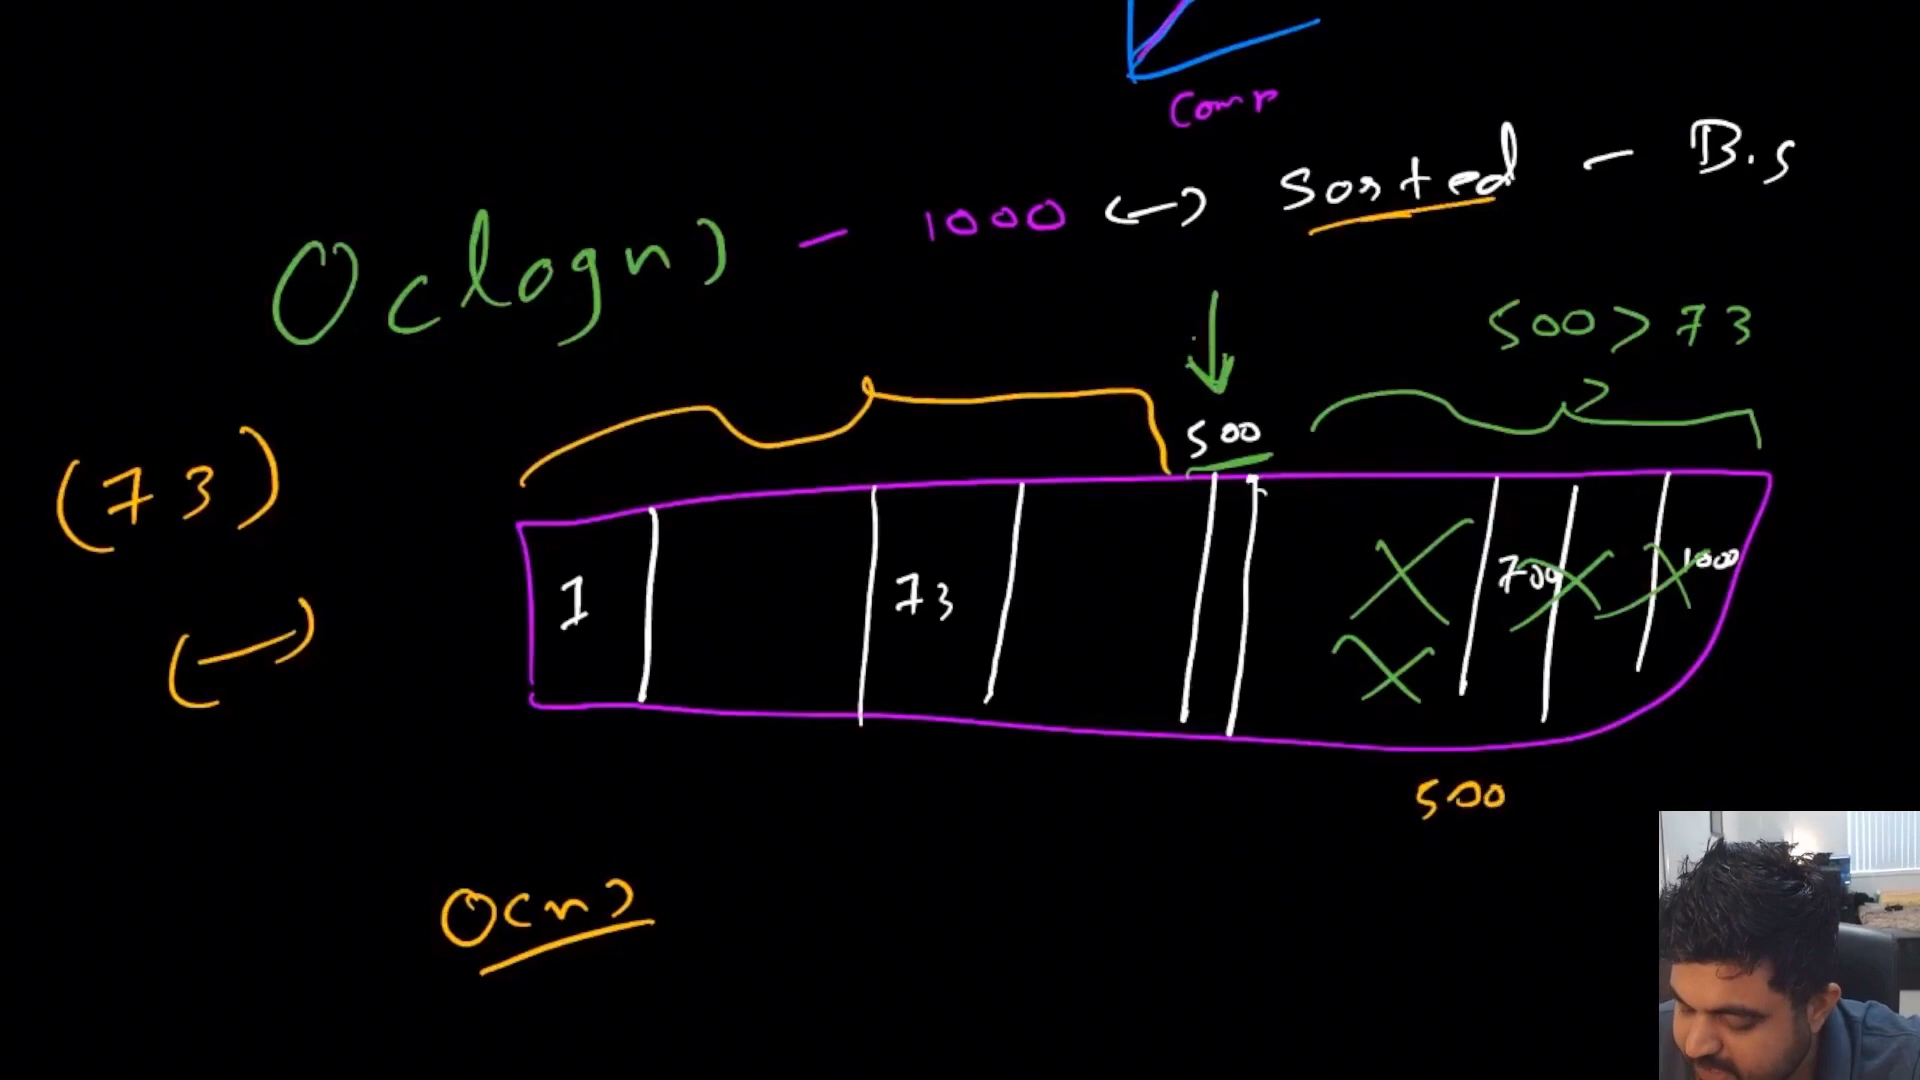 Comp
O(logn) - 1000 <-> Sorted - B.S
500 > 73
>
500
(73)
1 73 700 1000
500
O(n)